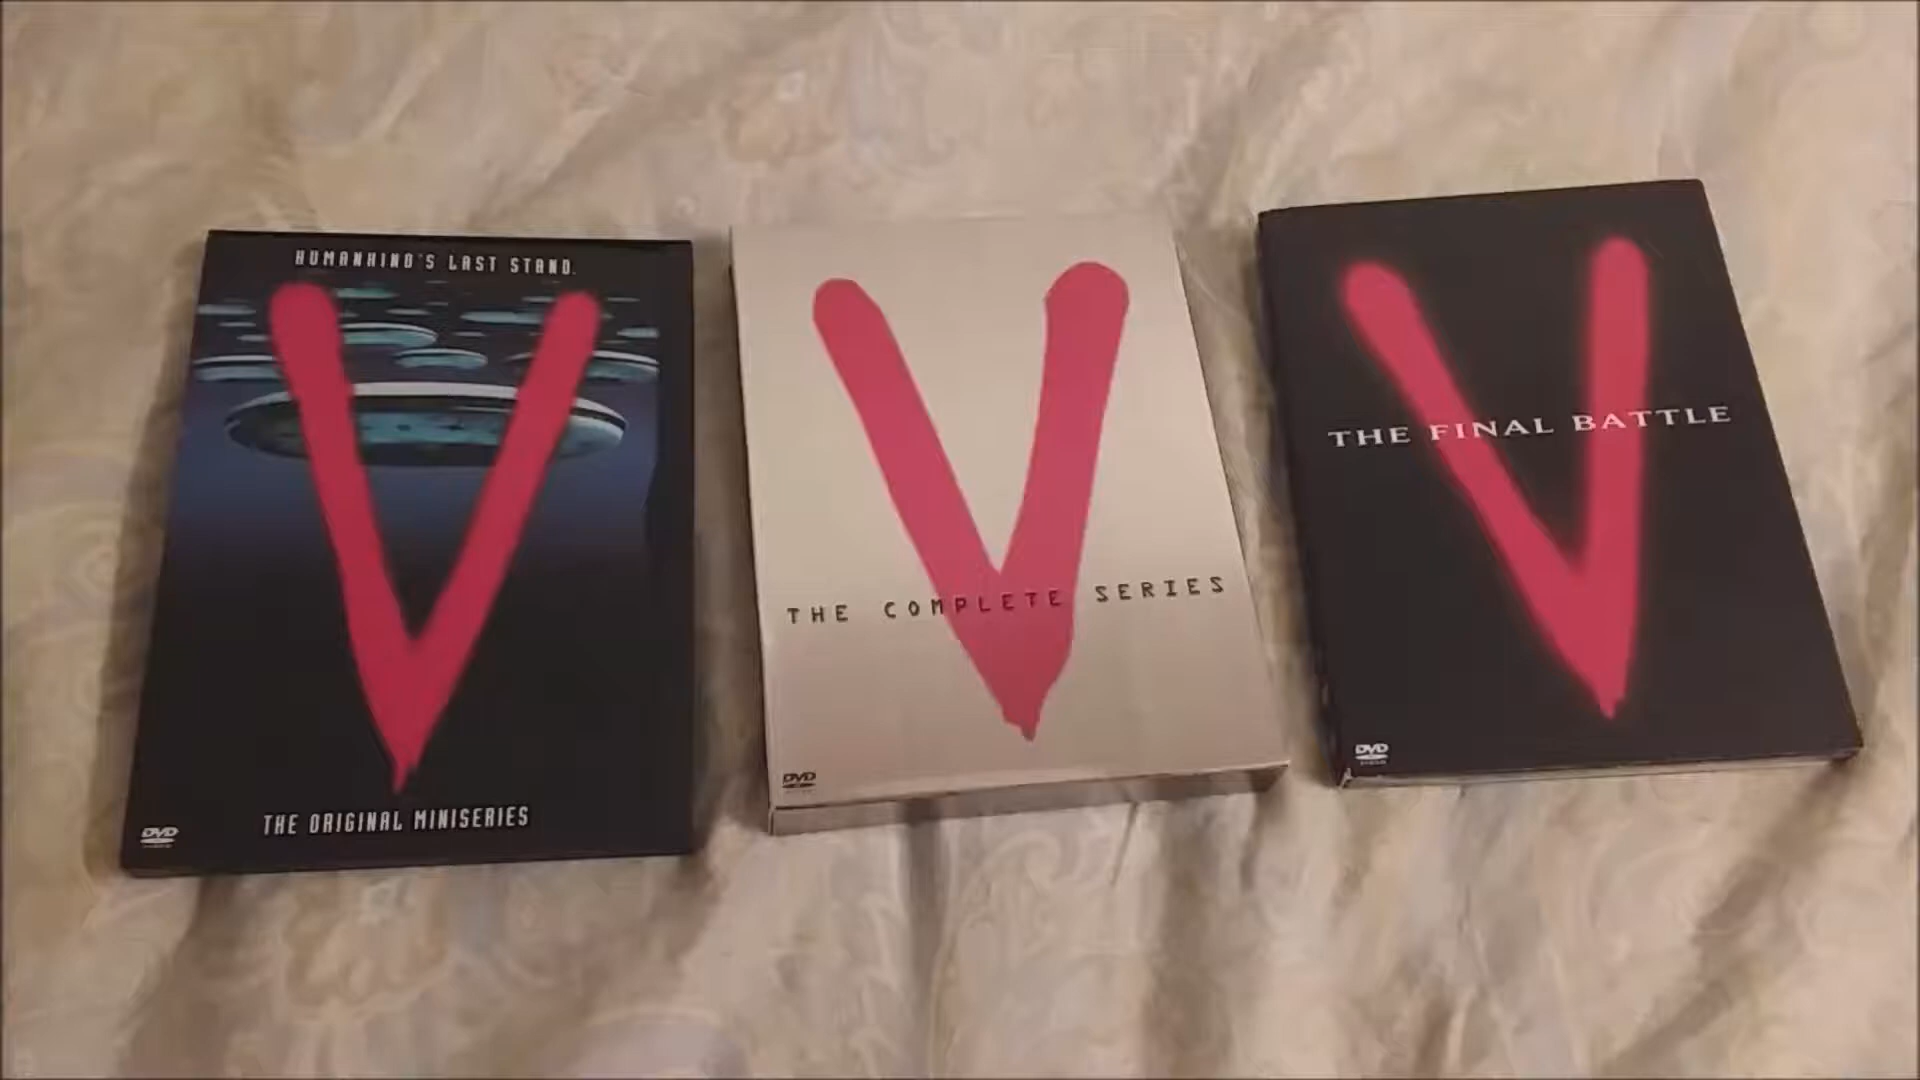 HUMANKIND'S LAST STAND.
V
THE ORIGINAL MINISERIES
DVD
V
THE COMPLETE SERIES
DVD
V
THE FINAL BATTLE
DVD